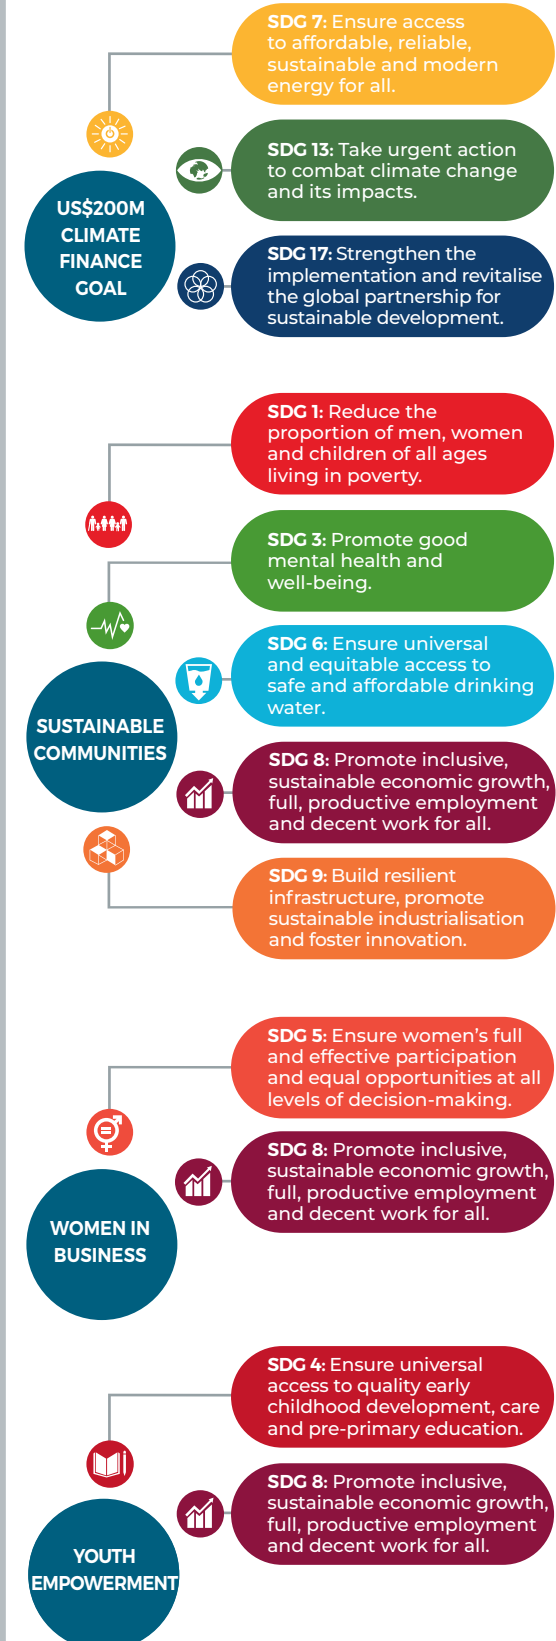 SDG 7: Ensure access
to affordable, reliable,
sustainable and modern
energy for all.
SDG 13: Take urgent action
to combat climate change
and its impacts.
US$200M
CLIMATE
FINANCE
GOAL
SDG 17: Strengthen the
implementation and revitalise
the global partnership for
sustainable development.
SDG 1: Reduce the
proportion of men, women
and children of all ages
living in poverty.
SDG 3: Promote good
mental health and
well-being.
SDG 6: Ensure universal
and equitable access to
safe and affordable drinking
water.
SUSTAINABLE
COMMUNITIES
SDG 8: Promote inclusive,
sustainable economic growth,
full, productive employment
and decent work for all.
SDG 9: Build resilient
infrastructure, promote
sustainable industrialisation
and foster innovation.
SDG 5: Ensure women’s full
and effective participation
and equal opportunities at all
levels of decision-making.
SDG 8: Promote inclusive,
sustainable economic growth,
full, productive employment
and decent work for all.
WOMEN IN
BUSINESS
SDG 4: Ensure universal
access to quality early
childhood development, care
and pre-primary education.
SDG 8: Promote inclusive,
sustainable economic growth,
full, productive employment
and decent work for all.
YOUTH
EMPOWERMENT